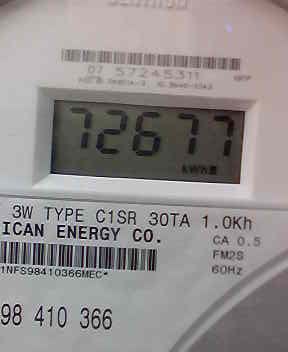 07 57245311
72677
kWh
3W TYPE C1SR 30TA 1.0Kh
ICAN ENERGY CO.
CA 0.5
FM2S
60Hz
1NFS98410366MEC*
98 410 366